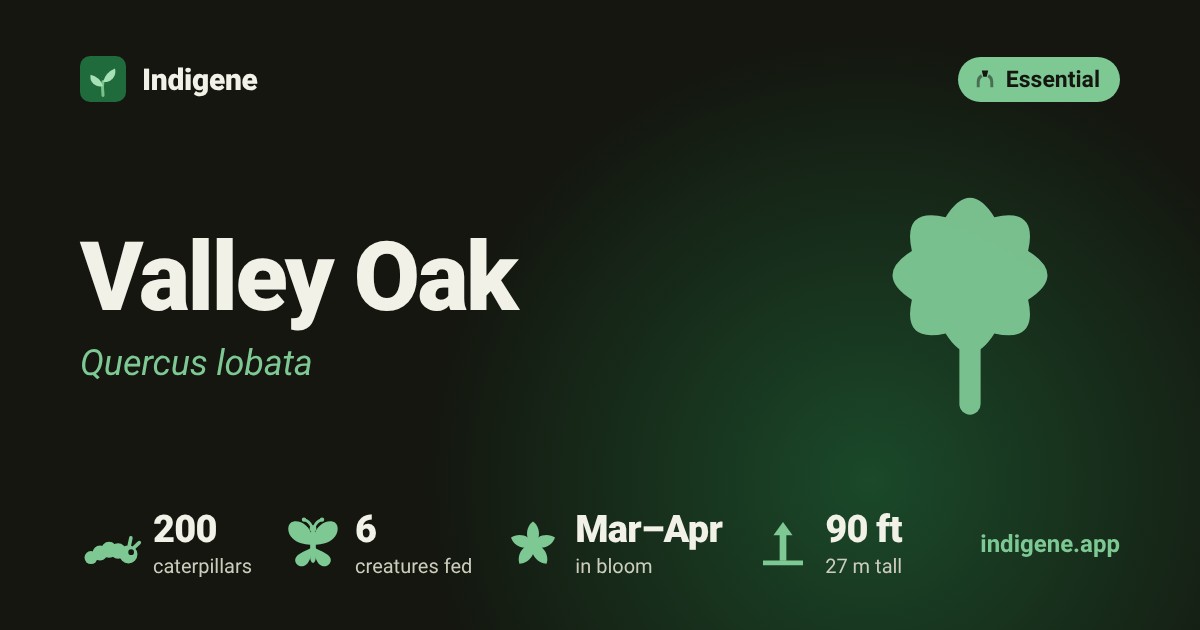 Indigene
Essential
Valley Oak
Quercus lobata
200
caterpillars
6
creatures fed
Mar–Apr
in bloom
90 ft
27 m tall
indigene.app